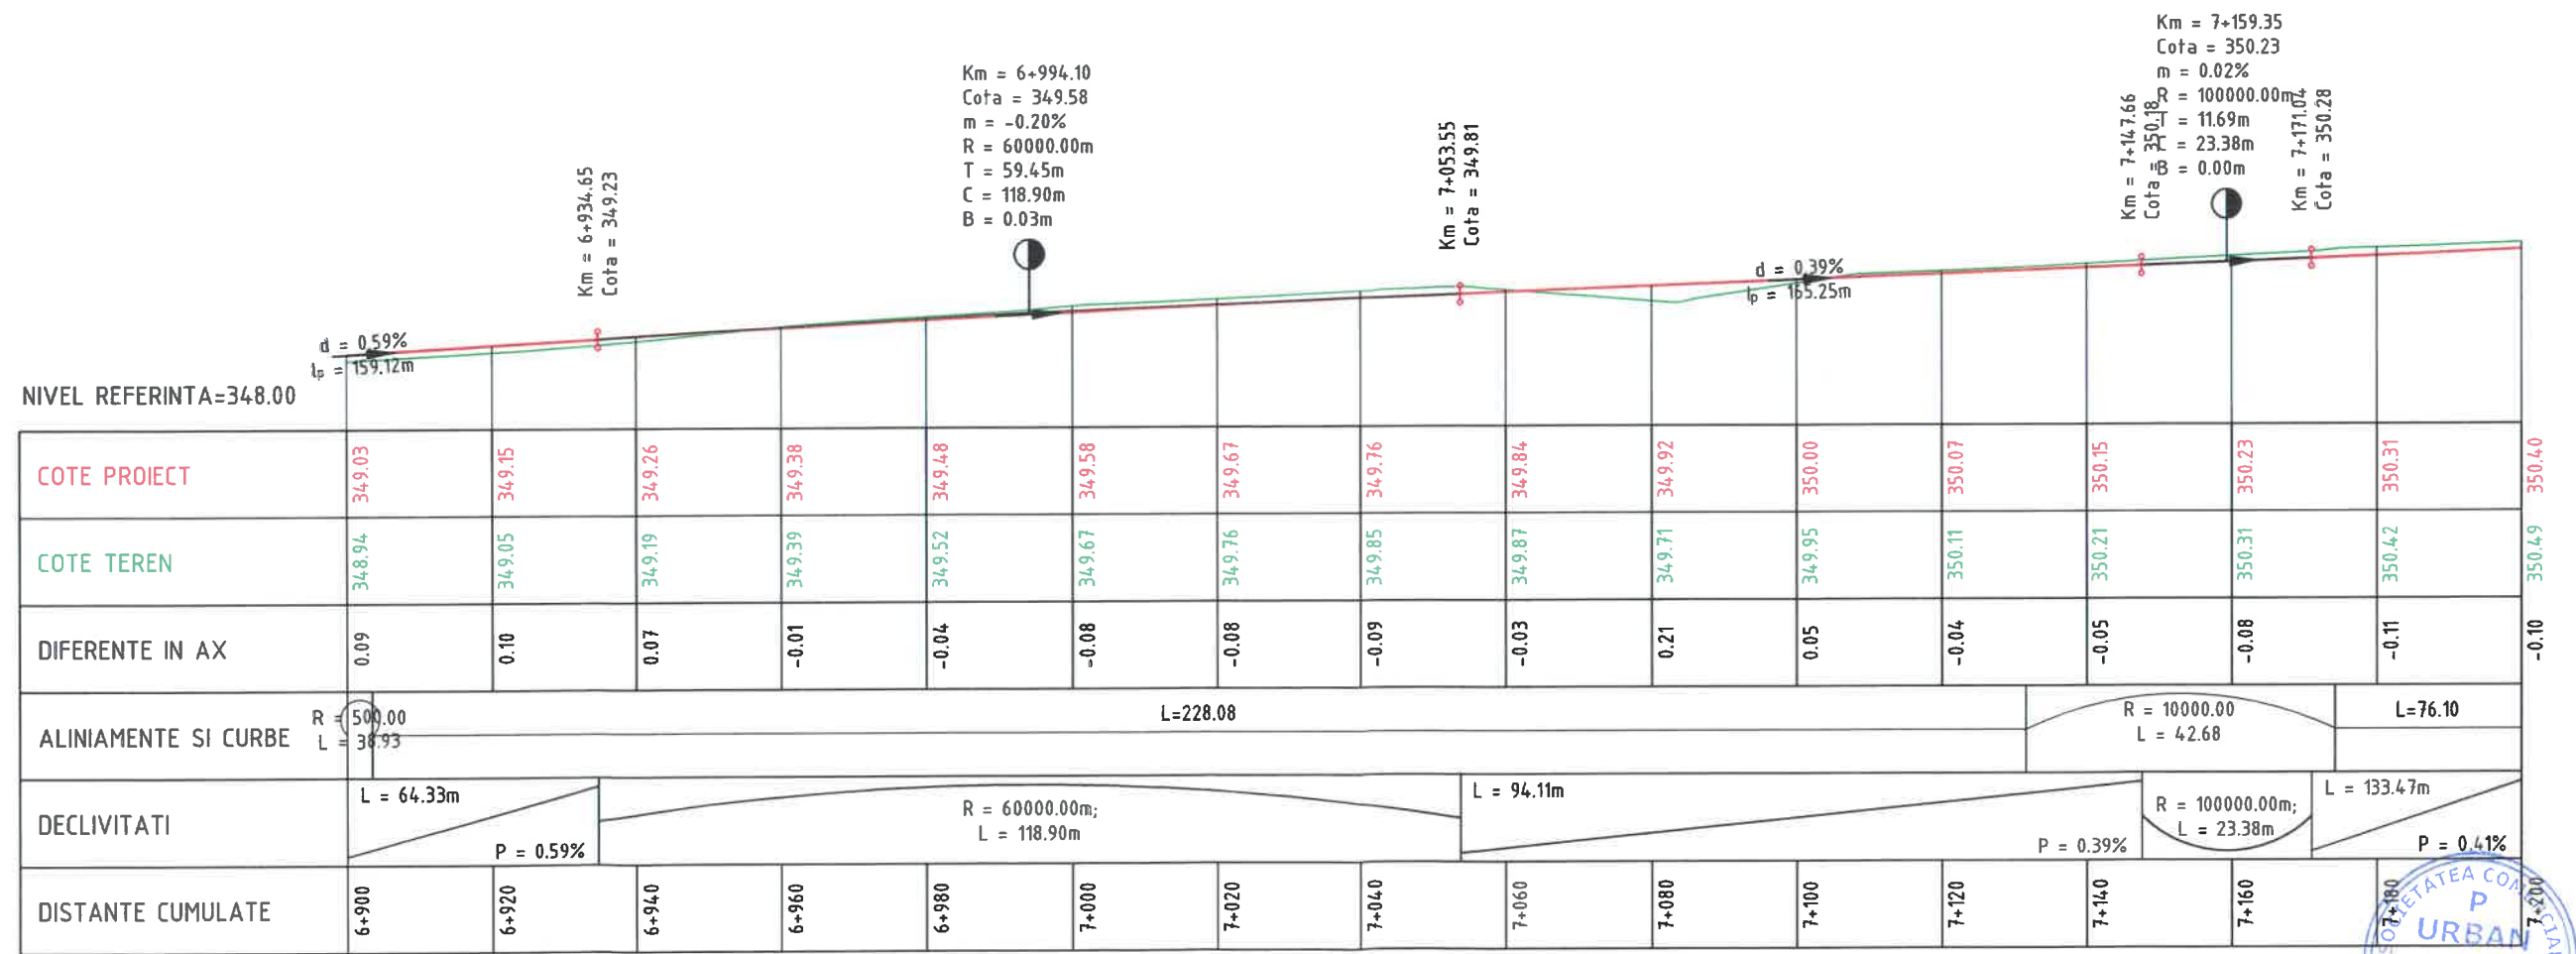 Km = 7+159.35
Cota = 350.23
m = 0.02%
R = 100000.00m
T = 11.69m
C = 23.38m
B = 0.00m
Km = 7+147.66
Cota = 350.18
Km = 7+171.04
Cota = 350.28
Km = 6+994.10
Cota = 349.58
m = -0.20%
R = 60000.00m
T = 59.45m
C = 118.90m
B = 0.03m
Km = 7+053.55
Cota = 349.81
Km = 6+934.65
Cota = 349.23
d = 0.39%
lp = 165.25m
d = 0.59%
lp = 159.12m
NIVEL REFERINTA=348.00
COTE PROIECT 349.03 349.15 349.26 349.38 349.48 349.58 349.67 349.76 349.84 349.92 350.00 350.07 350.15 350.23 350.31 350.40
COTE TEREN 348.94 349.05 349.19 349.39 349.52 349.67 349.76 349.85 349.87 349.71 349.95 350.11 350.21 350.31 350.42 350.49
DIFERENTE IN AX 0.09 0.10 0.07 -0.01 -0.04 -0.08 -0.08 -0.09 -0.03 0.21 0.05 -0.04 -0.05 -0.08 -0.11 -0.10
ALINIAMENTE SI CURBE
R = 500.00
L = 38.93
L=228.08
R = 10000.00
L = 42.68
L=76.10
DECLIVITATI
L = 64.33m
P = 0.59%
R = 60000.00m;
L = 118.90m
L = 94.11m
P = 0.39%
R = 100000.00m;
L = 23.38m
L = 133.47m
P = 0.41%
DISTANTE CUMULATE 6+900 6+920 6+940 6+960 6+980 7+000 7+020 7+040 7+060 7+080 7+100 7+120 7+140 7+160 7+180 7+200
SOCIETATEA COMERCIALA
P
URBAN